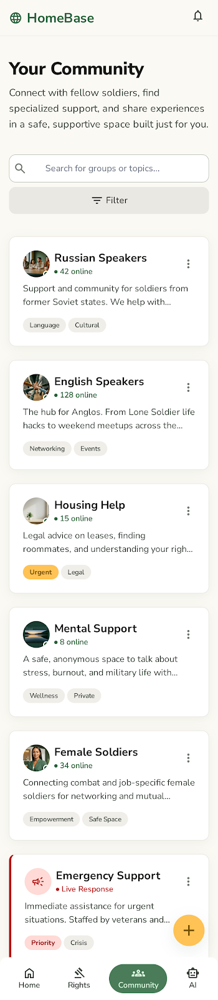 HomeBase
Your Community
Connect with fellow soldiers, find
specialized support, and share experiences
in a safe, supportive space built just for you.
Search for groups or topics...
Filter
Russian Speakers
• 42 online
Support and community for soldiers from
former Soviet states. We help with...
Language Cultural
English Speakers
• 128 online
The hub for Anglos. From Lone Soldier life
hacks to weekend meetups across the...
Networking Events
Housing Help
• 15 online
Legal advice on leases, finding
roommates, and understanding your righ...
Urgent Legal
Mental Support
• 8 online
A safe, anonymous space to talk about
stress, burnout, and military life with...
Wellness Private
Female Soldiers
• 34 online
Connecting combat and job-specific female
soldiers for networking and mutual...
Empowerment Safe Space
Emergency Support
• Live Response
Immediate assistance for urgent
situations. Staffed by veterans and...
Priority Crisis
Home Rights Community AI